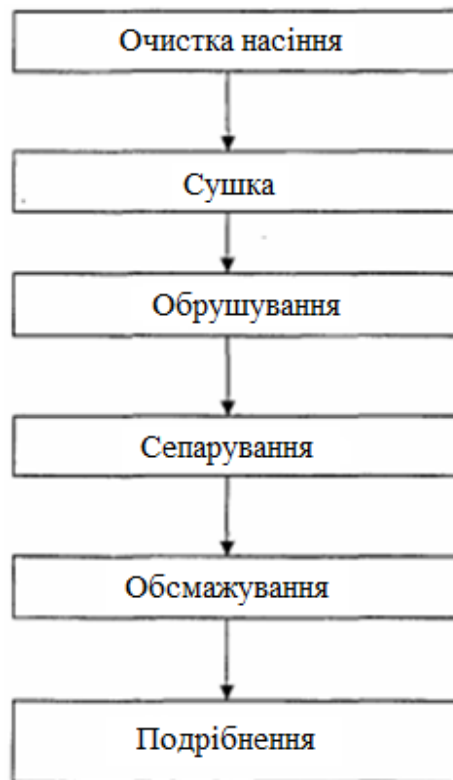 Очистка насіння
Сушка
Обрушування
Сепарування
Обсмажування
Подрібнення